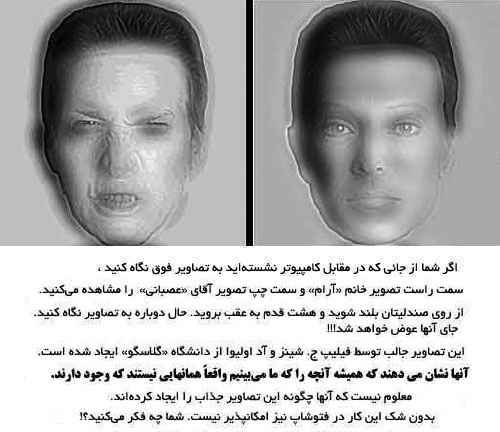 اگر شما از جائی که در مقابل کامپیوتر نشسته‌اید به تصاویر فوق نگاه کنید ،
سمت راست تصویر خانم «آرام» و سمت چپ تصویر آقای «عصبانی» را مشاهده می‌کنید.
از روی صندلیتان بلند شوید و هشت قدم به عقب بروید. حال دوباره به تصاویر نگاه کنید.
جای آنها عوض خواهد شد!!!
این تصاویر جالب توسط فیلیپ ج. شینز و آد اولیوا از دانشگاه «گلاسگو» ایجاد شده است.
آنها نشان می دهند که همیشه آنچه را که ما می‌بینیم واقعاً همانهایی نیستند که وجود دارند.
معلوم نیست که آنها چگونه این تصاویر جذاب را ایجاد کرده‌اند.
بدون شک این کار در فتوشاپ نیز امکانپذیر نیست. شما چه فکر می‌کنید؟!